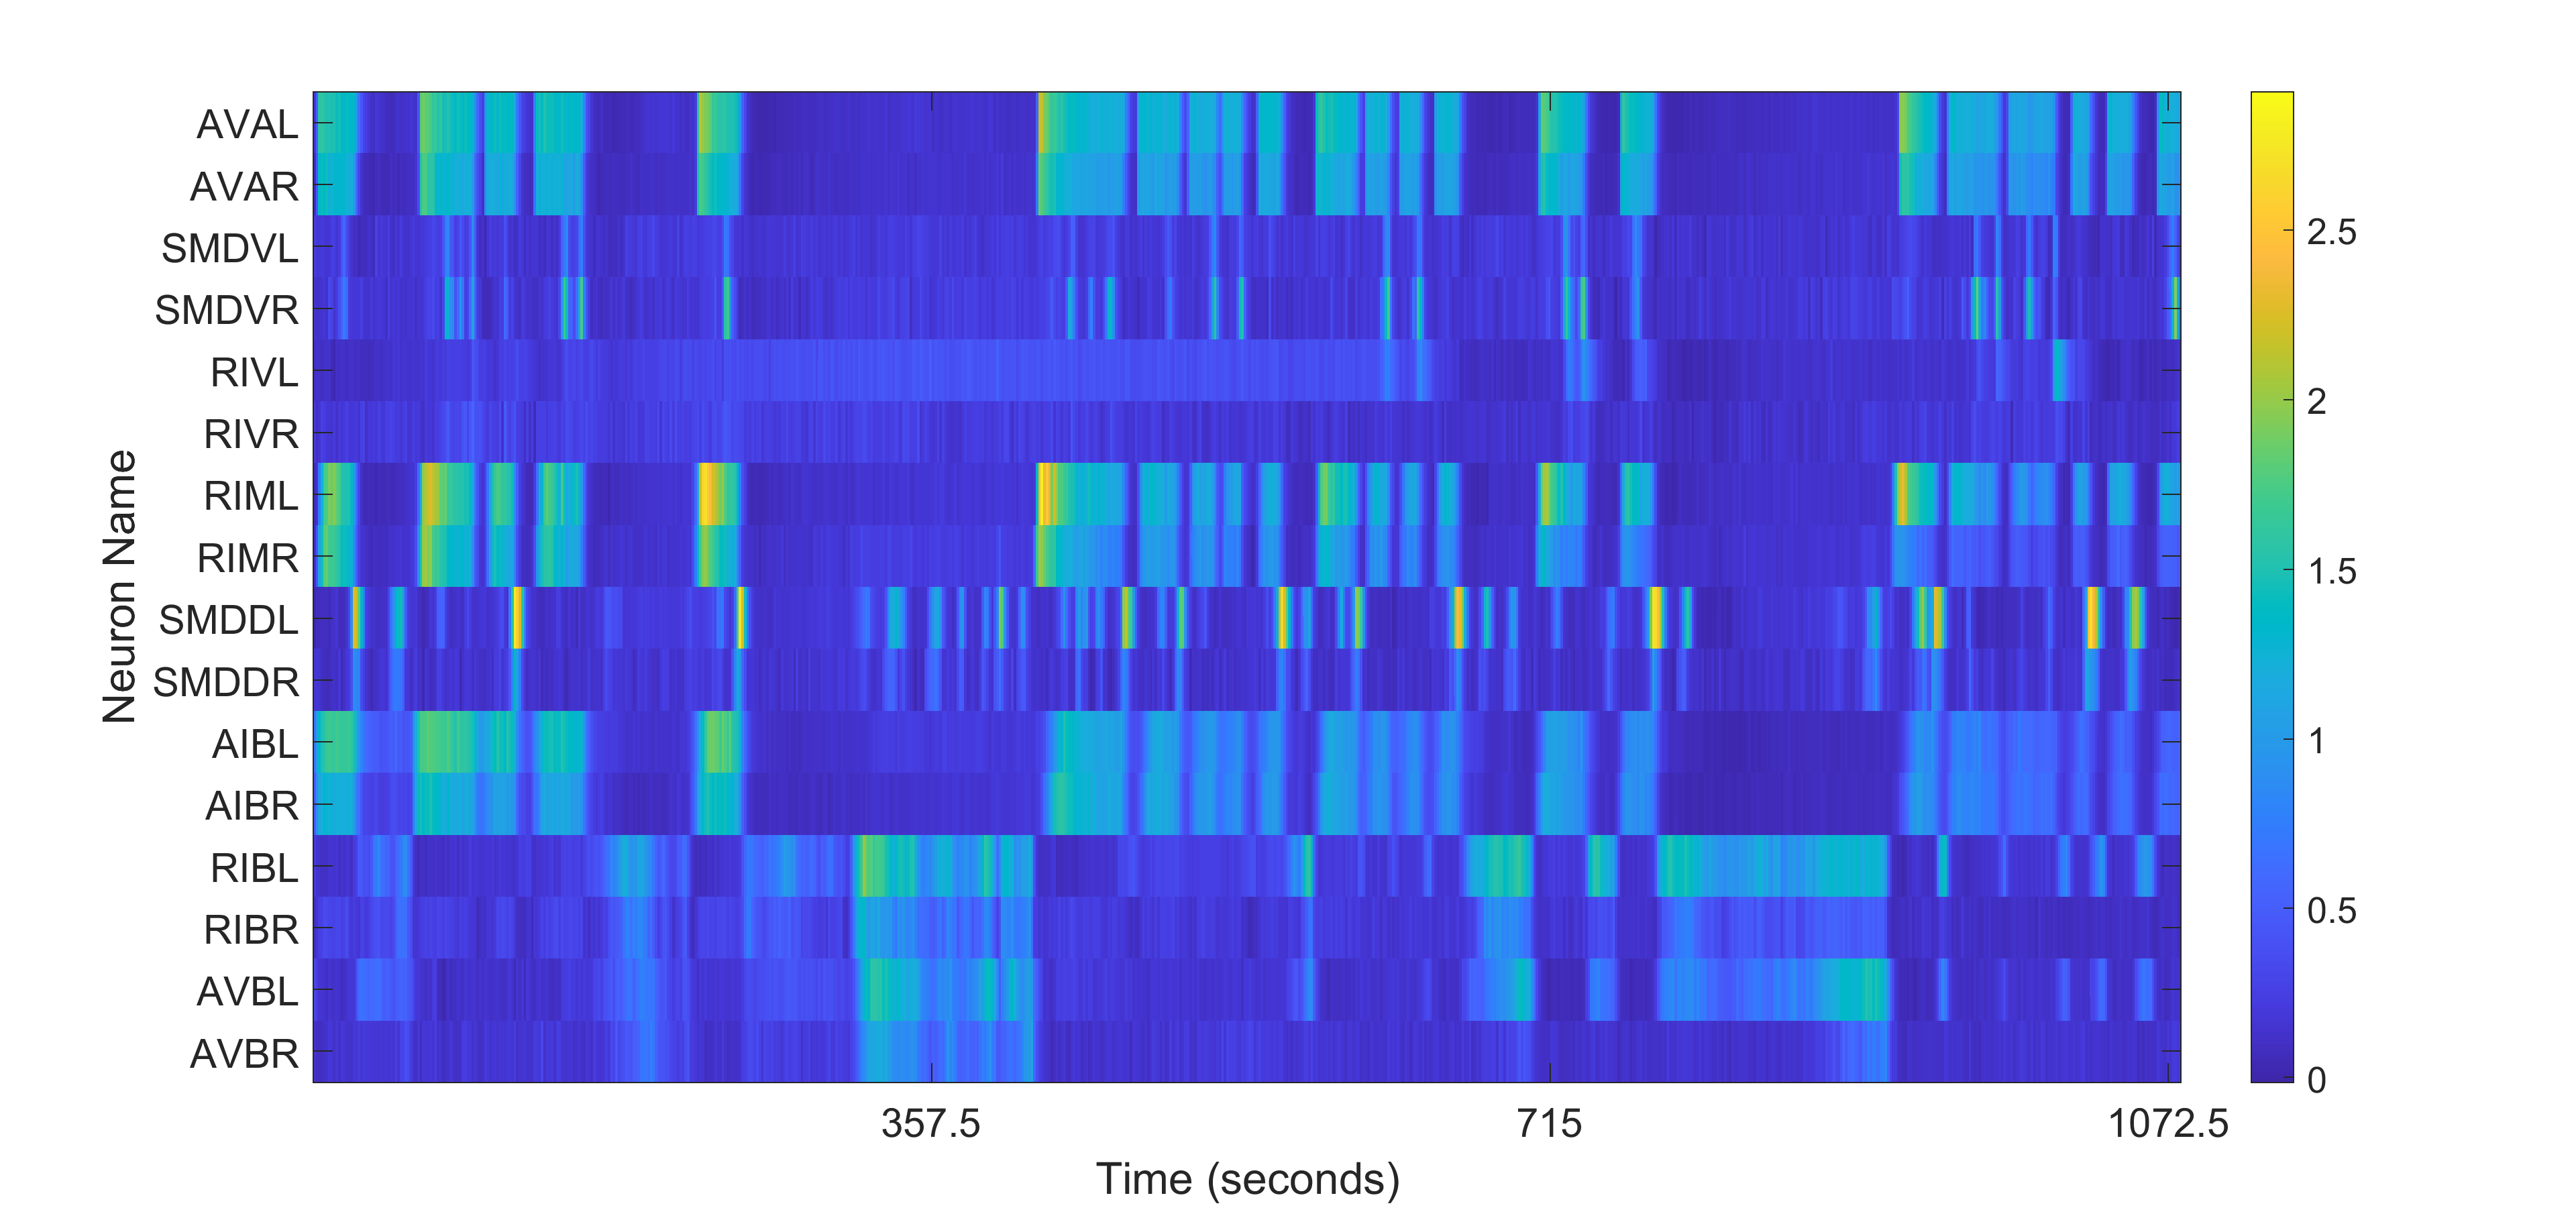 Neuron Name
AVAL
AVAR
SMDVL
SMDVR
RIVL
RIVR
RIML
RIMR
SMDDL
SMDDR
AIBL
AIBR
RIBL
RIBR
AVBL
AVBR
357.5 715 1072.5
Time (seconds)
2.5
2
1.5
1
0.5
0